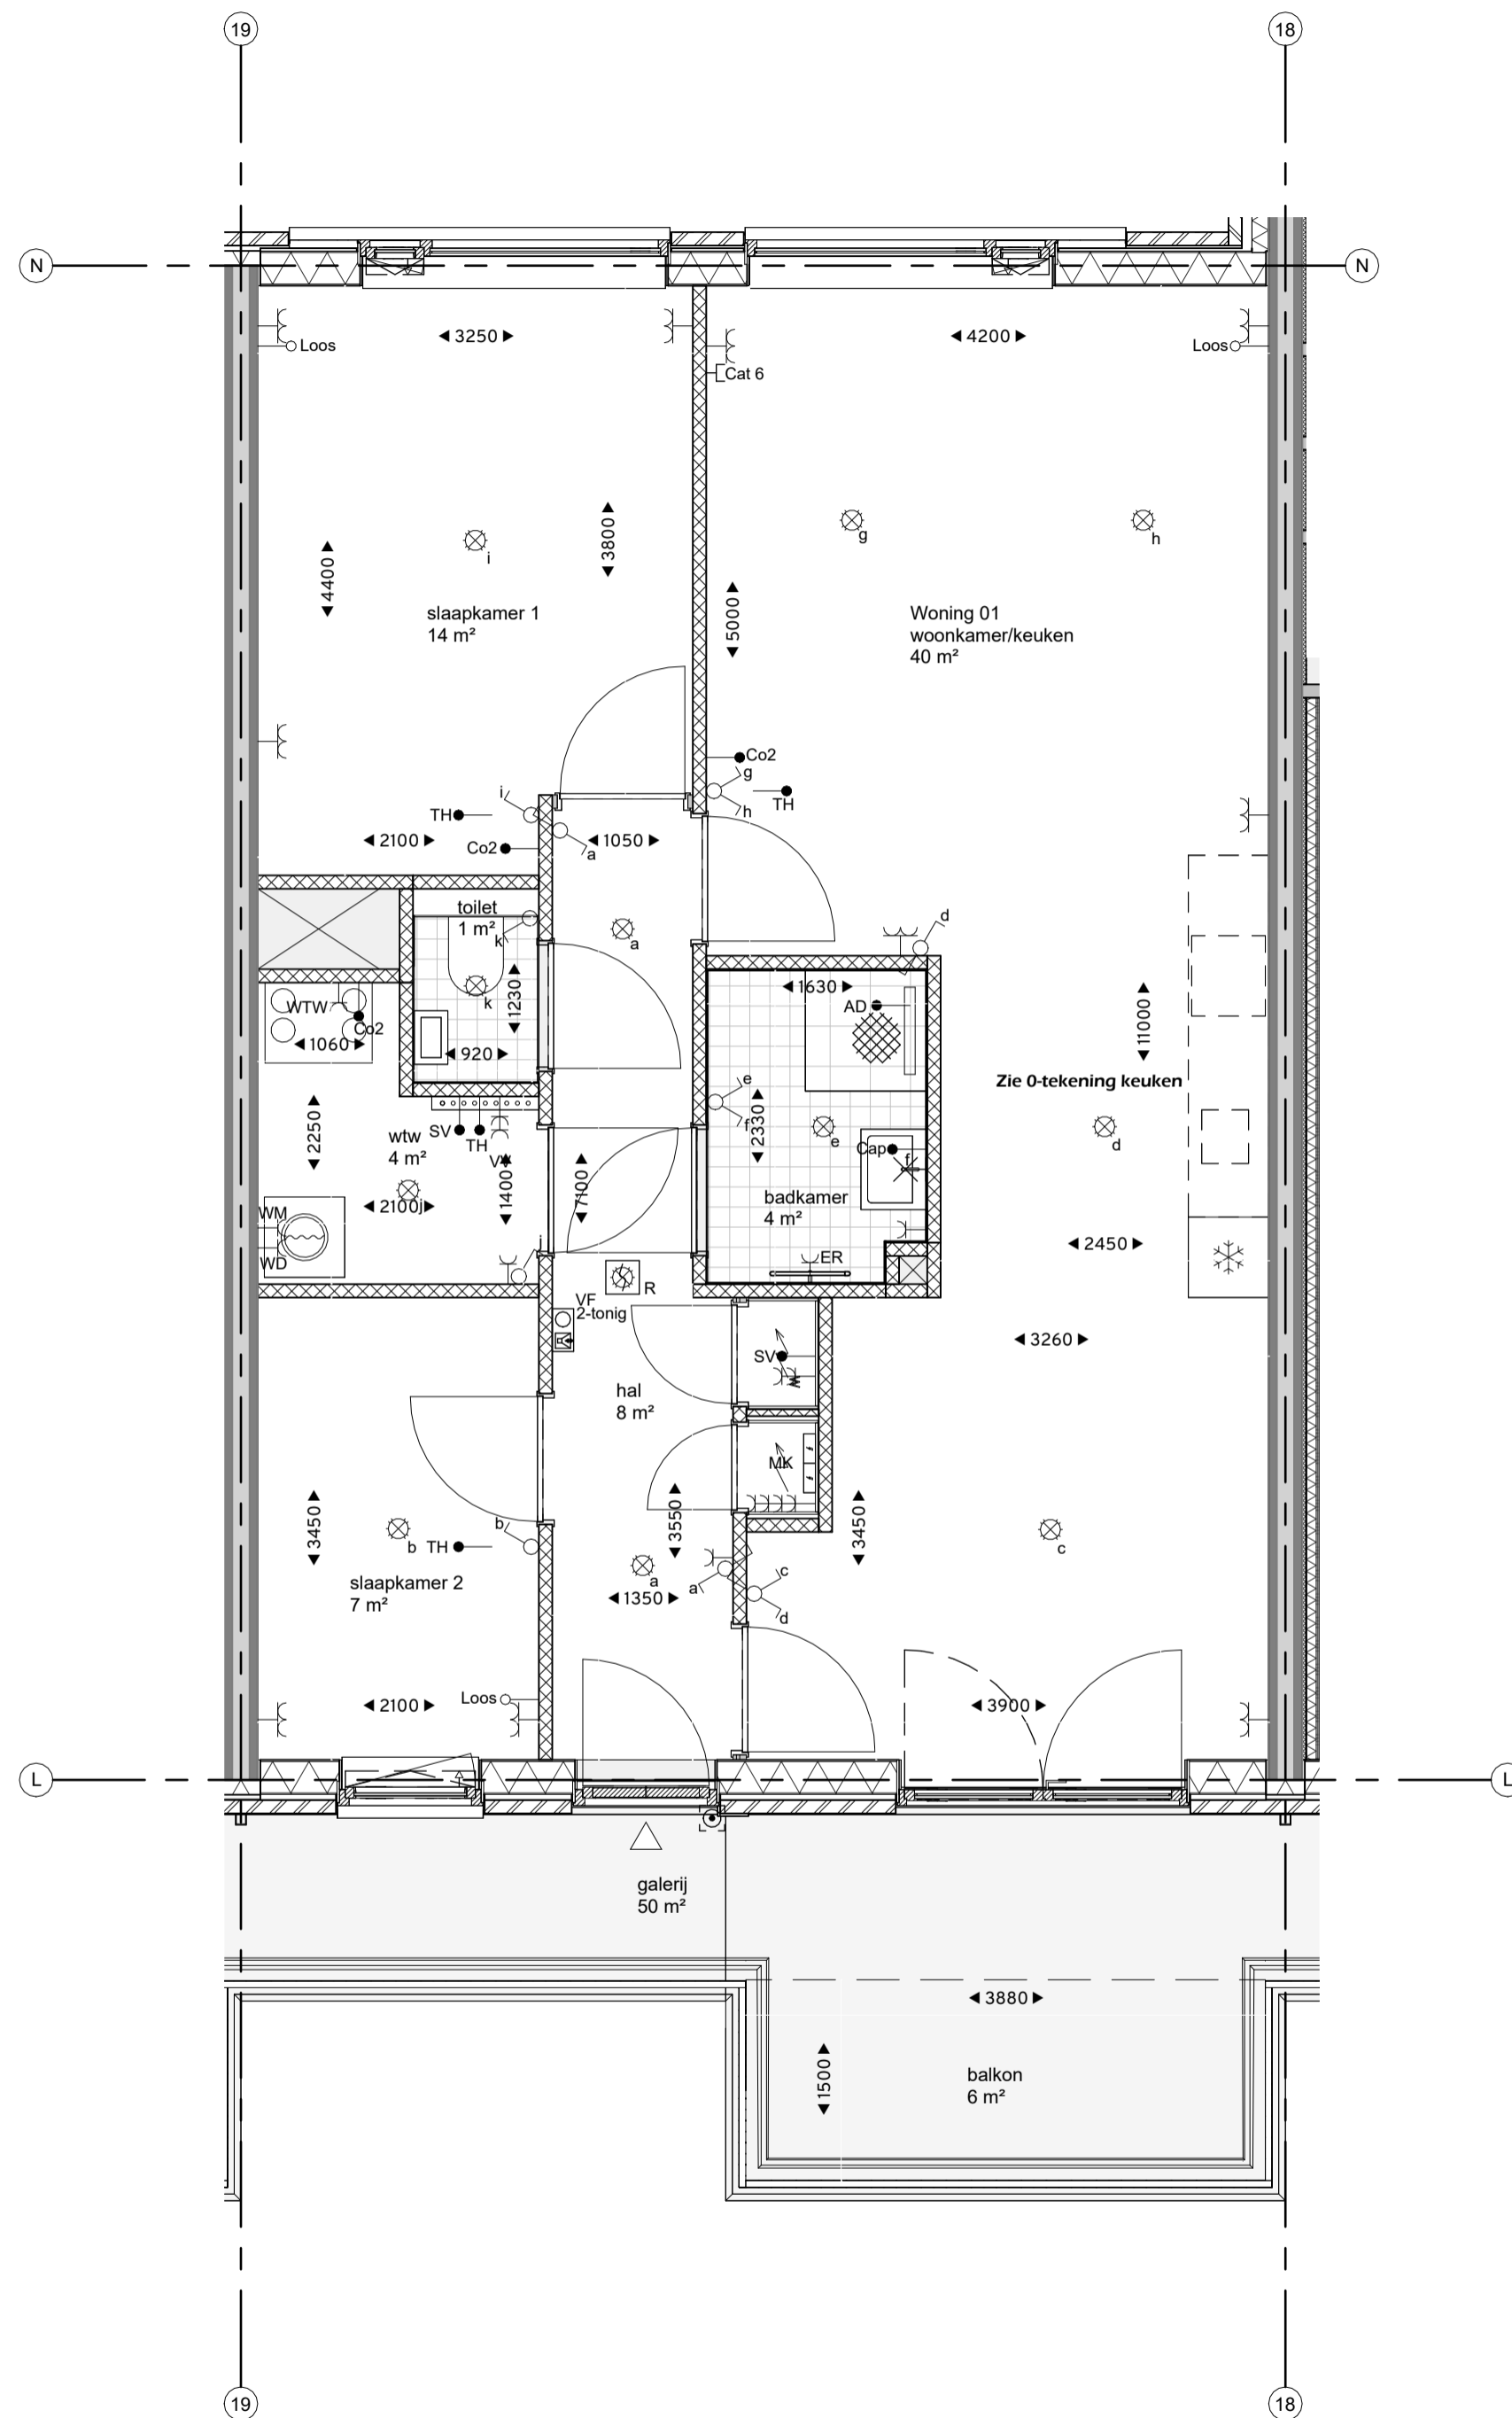 19
18
N
N
3250
4200
Loos
Loos
Cat 6
g
h
i
3800
4400
5000
slaapkamer 1
14 m²
Woning 01
woonkamer/keuken
40 m²
Co2
g
TH
h
i
TH
a
Co2
2100
1050
toilet
1 m²
k
a
d
k
1230
1630
AD
WTW
Co2
1060
920
11000
Zie 0-tekening keuken
e
f
2330
e
d
2250
wtw
4 m²
SV
TH
1400
7100
Cap
f
badkamer
4 m²
2100
j
WM
WD
j
2450
ER
R
VF
2-tonig
3260
SV
hal
8 m²
MK
3450
3550
3450
b
b
TH
a
a
c
c
d
1350
slaapkamer 2
7 m²
2100
Loos
3900
L
L
galerij
50 m²
3880
1500
balkon
6 m²
19
18